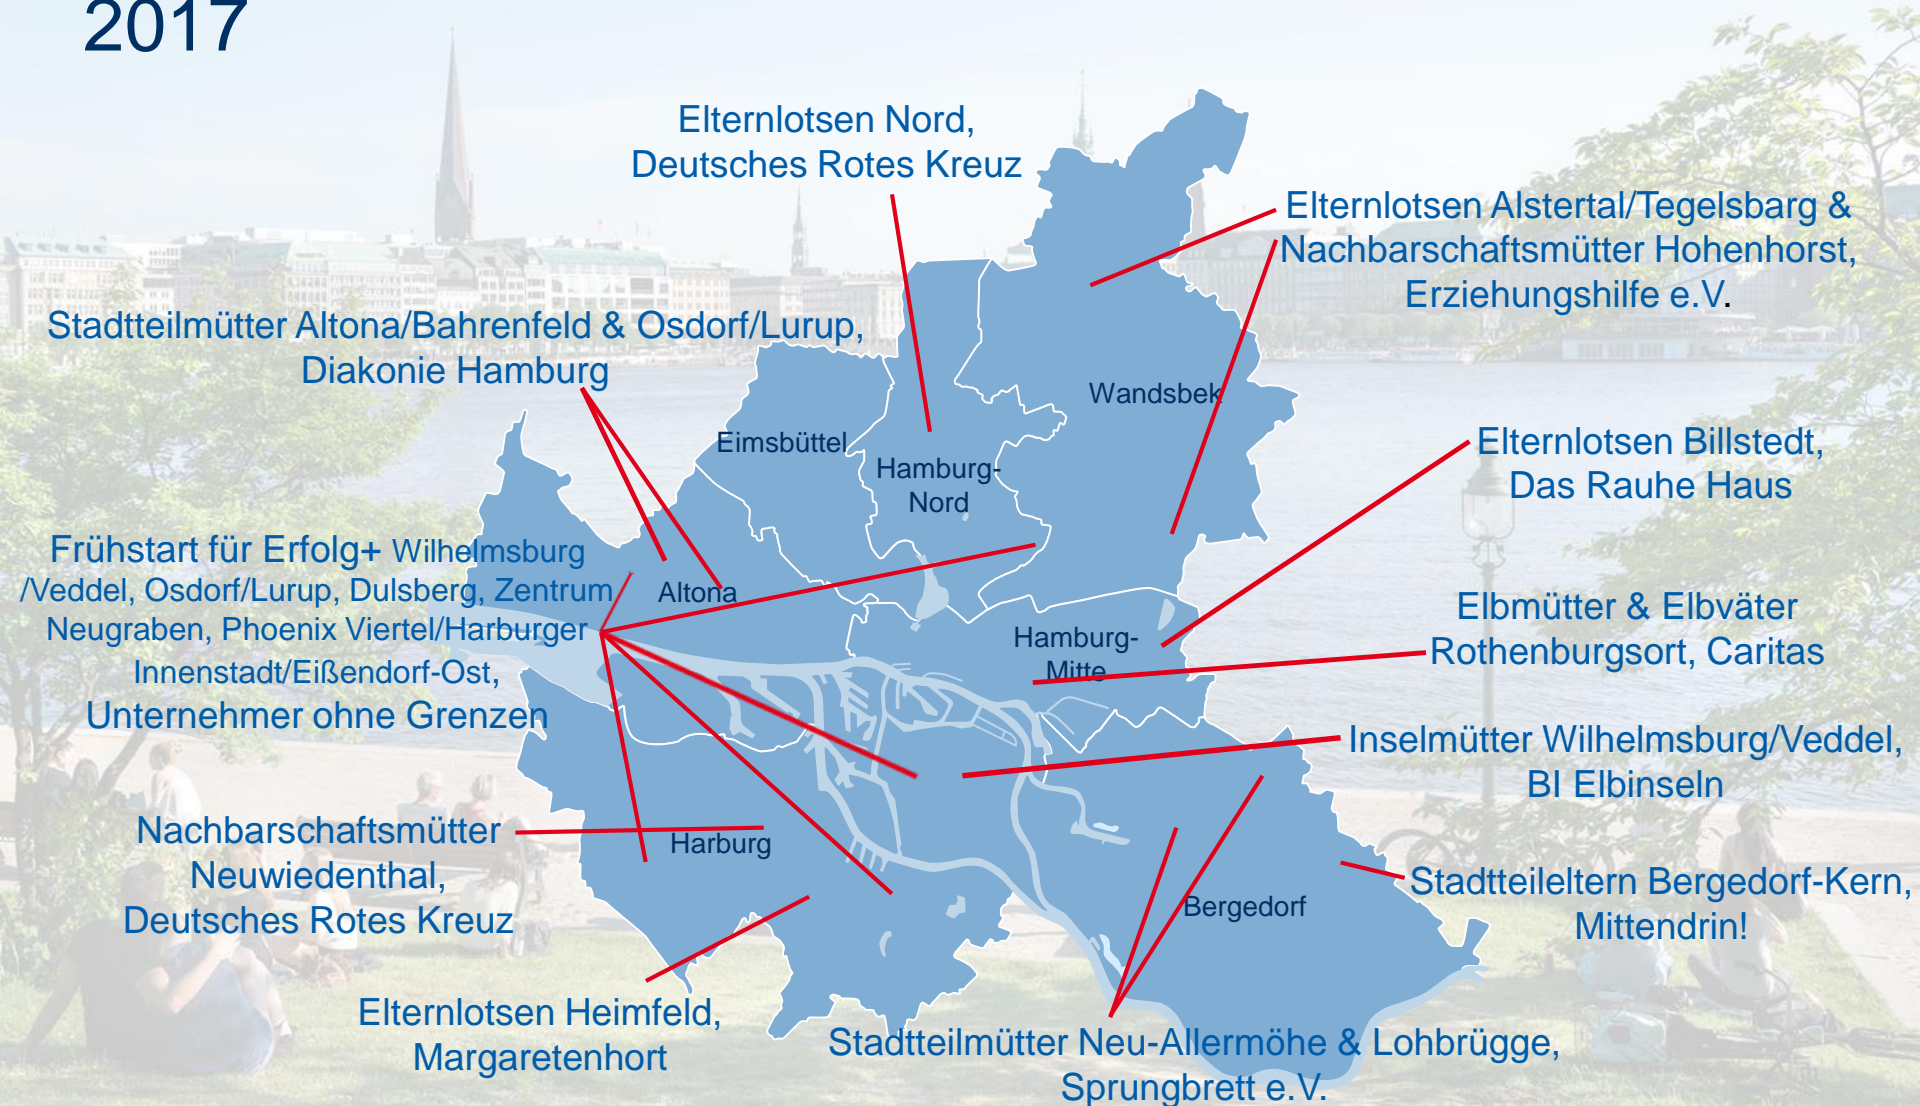 2017
Elternlotsen Nord,
Deutsches Rotes Kreuz
Elternlotsen Alstertal/Tegelsbarg &
Nachbarschaftsmütter Hohenhorst,
Erziehungshilfe e.V.
Stadtteilmütter Altona/Bahrenfeld & Osdorf/Lurup,
Diakonie Hamburg
Wandsbek
Eimsbüttel
Hamburg-
Nord
Elternlotsen Billstedt,
Das Rauhe Haus
Frühstart für Erfolg+ Wilhelmsburg
/Veddel, Osdorf/Lurup, Dulsberg, Zentrum
Neugraben, Phoenix Viertel/Harburger
Innenstadt/Eißendorf-Ost,
Unternehmer ohne Grenzen
Altona
Hamburg-
Mitte
Elbmütter & Elbväter
Rothenburgsort, Caritas
Inselmütter Wilhelmsburg/Veddel,
BI Elbinseln
Nachbarschaftsmütter
Neuwiedenthal,
Deutsches Rotes Kreuz
Harburg
Bergedorf
Stadtteileltern Bergedorf-Kern,
Mittendrin!
Elternlotsen Heimfeld,
Margaretenhort
Stadtteilmütter Neu-Allermöhe & Lohbrügge,
Sprungbrett e.V.